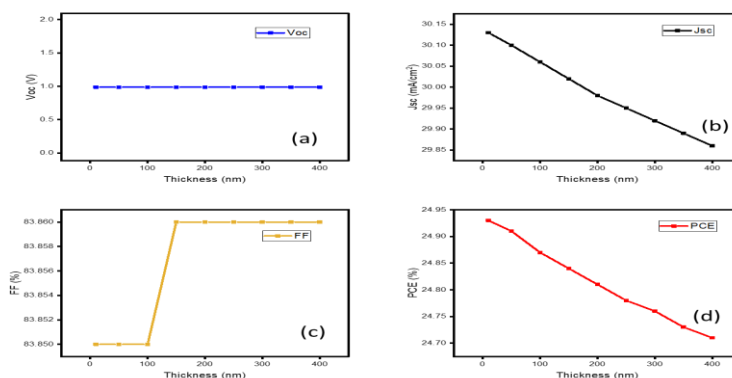 2.0
1.5
1.0
0.5
0.0
Voc (V)
Voc
(a)
0 100 200 300 400
Thickness (nm)
30.15
30.10
30.05
30.00
29.95
29.90
29.85
Jsc (mA/cm²)
Jsc
(b)
0 100 200 300 400
Thickness (nm)
83.860
83.858
83.856
83.854
83.852
83.850
FF (%)
FF
(c)
0 100 200 300 400
Thickness (nm)
24.95
24.90
24.85
24.80
24.75
24.70
PCE (%)
PCE
(d)
0 100 200 300 400
Thickness (nm)